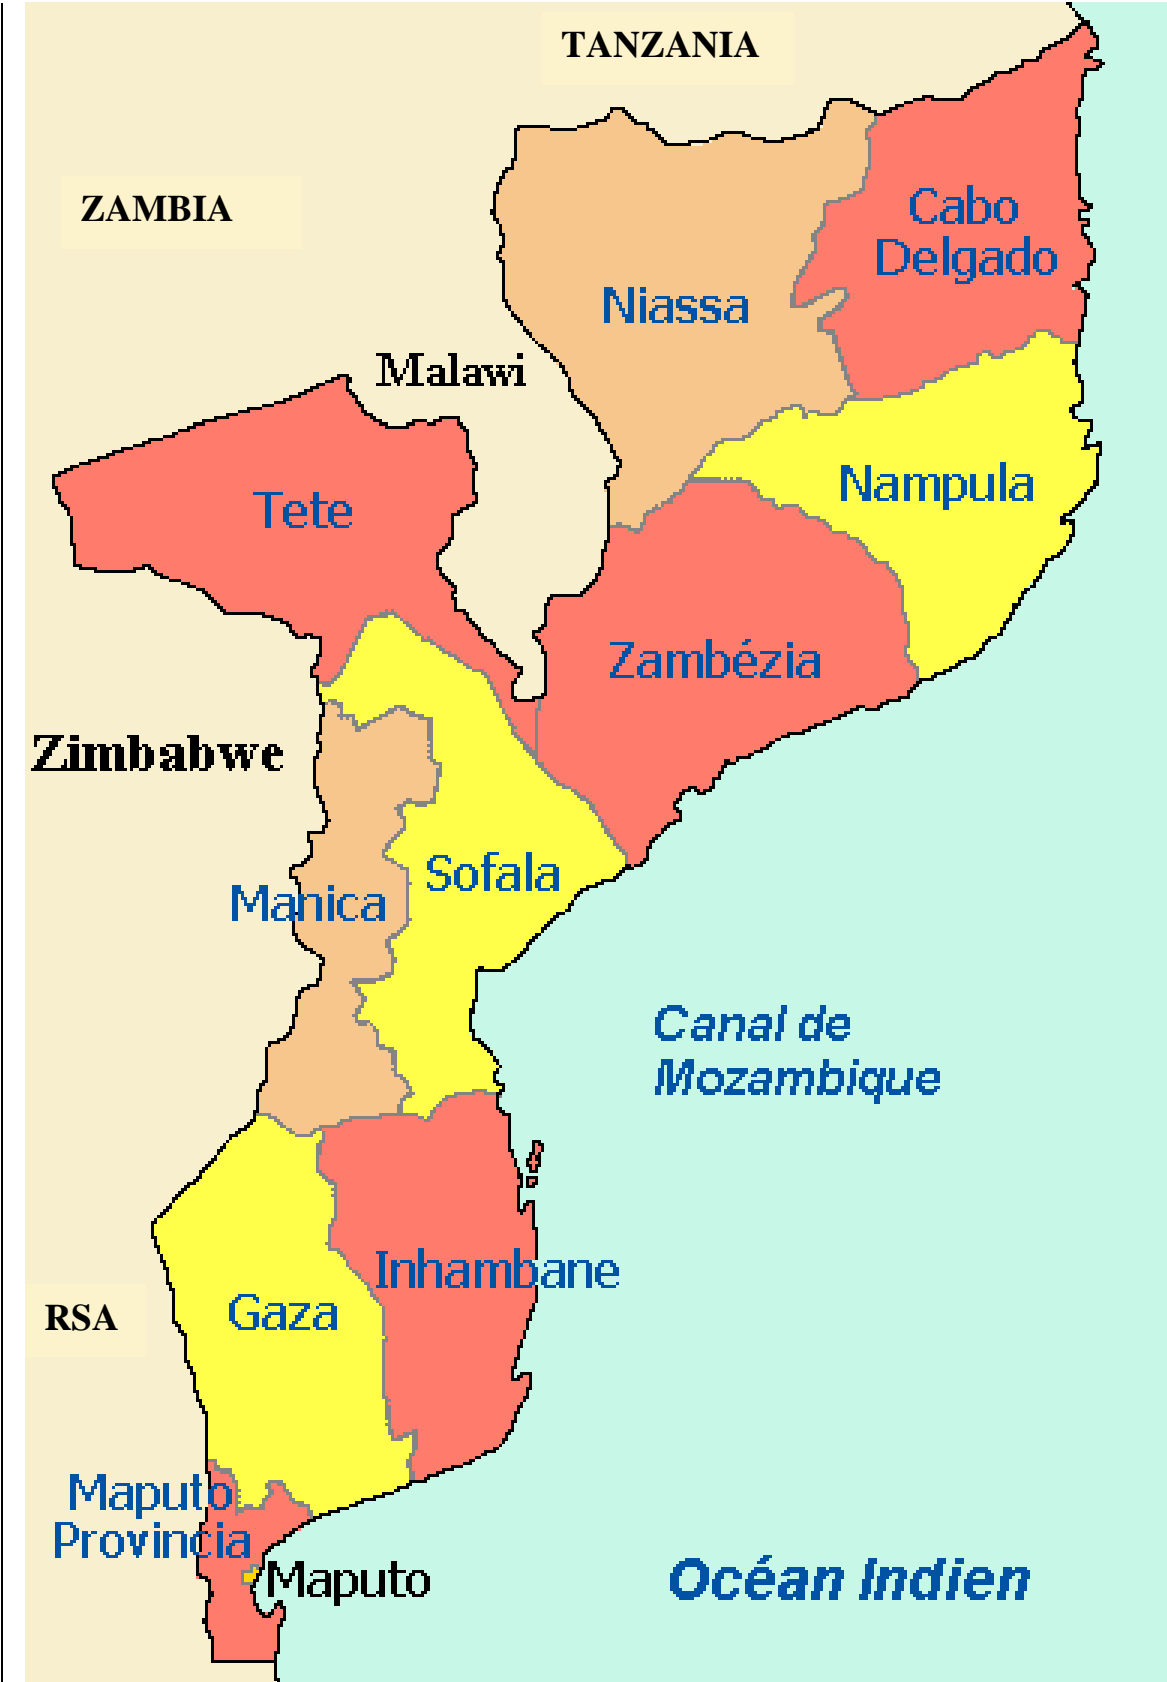 TANZANIA
ZAMBIA
Cabo
Delgado
Niassa
Malawi
Nampula
Tete
Zambézia
Zimbabwe
Sofala
Manica
Canal de
Mozambique
Inhambane
Gaza
RSA
Maputo
Provincia
Maputo
Océan Indien